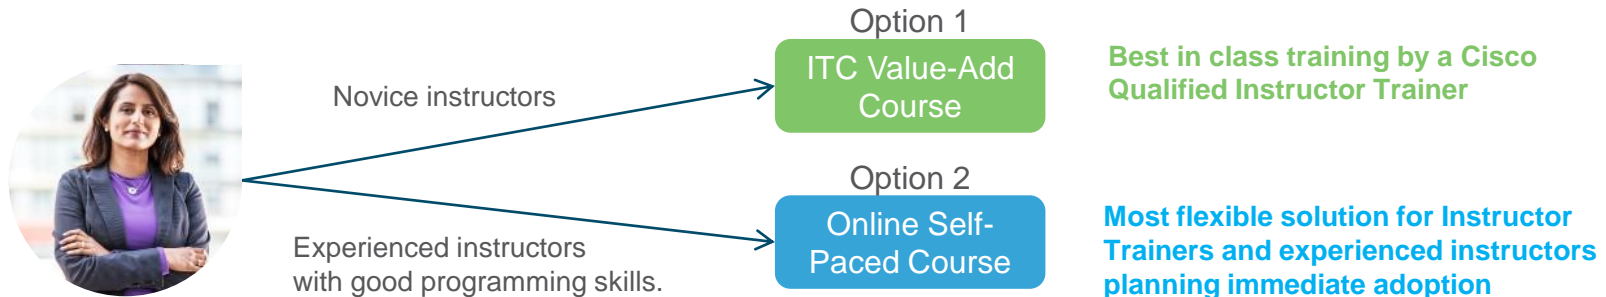 Option 1
ITC Value-Add
Course
Best in class training by a Cisco
Qualified Instructor Trainer
Novice instructors
Option 2
Online Self-
Paced Course
Most flexible solution for Instructor
Trainers and experienced instructors
planning immediate adoption
Experienced instructors
with good programming skills.